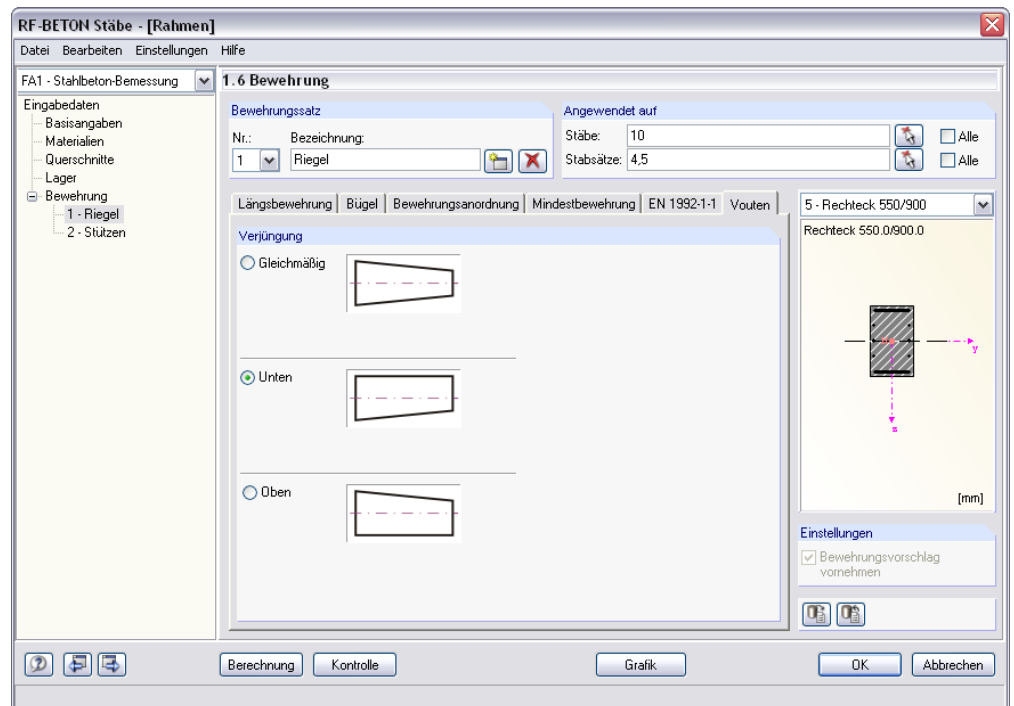 RF-BETON Stäbe - [Rahmen]
Datei Bearbeiten Einstellungen Hilfe
FA1 - Stahlbeton-Bemessung
Eingabedaten
Basisangaben
Materialien
Querschnitte
Lager
Bewehrung
1 - Riegel
2 - Stützen
1.6 Bewehrung
Bewehrungssatz
Nr.: Bezeichnung:
1 Riegel
Angewendet auf
Stäbe: 10 Alle
Stabsätze: 4,5 Alle
Längsbewehrung Bügel Bewehrungsanordnung Mindestbewehrung EN 1992-1-1 Vouten
Verjüngung
Gleichmäßig
Unten
Oben
5 - Rechteck 550/900
Rechteck 550.0/900.0
y
z
[mm]
Einstellungen
Bewehrungsvorschlag
vornehmen
Berechnung Kontrolle Grafik OK Abbrechen